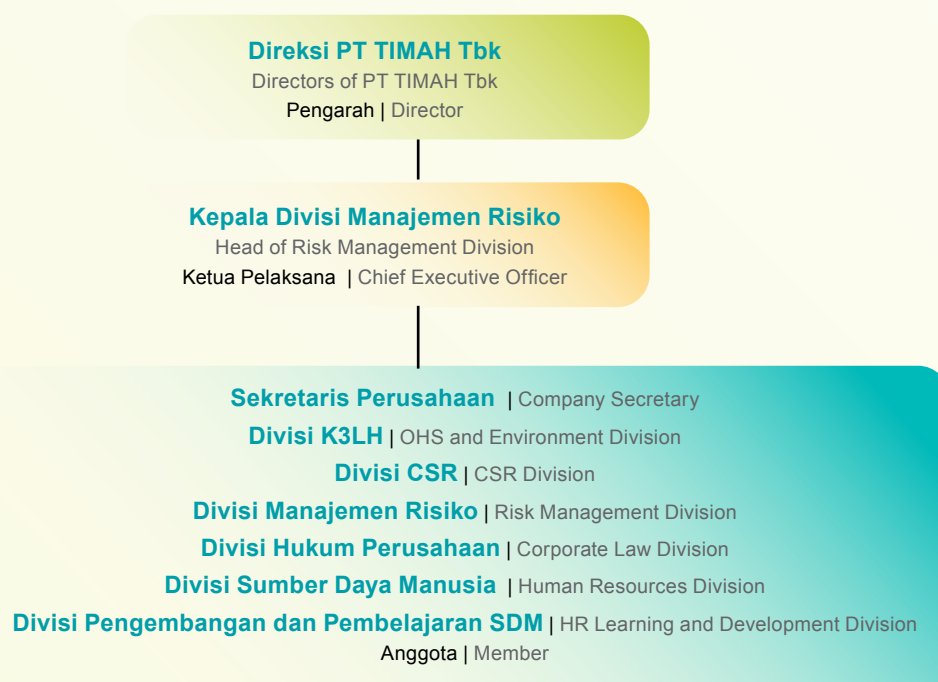 Direksi PT TIMAH Tbk
Directors of PT TIMAH Tbk
Pengarah | Director
Kepala Divisi Manajemen Risiko
Head of Risk Management Division
Ketua Pelaksana | Chief Executive Officer
Sekretaris Perusahaan | Company Secretary
Divisi K3LH | OHS and Environment Division
Divisi CSR | CSR Division
Divisi Manajemen Risiko | Risk Management Division
Divisi Hukum Perusahaan | Corporate Law Division
Divisi Sumber Daya Manusia | Human Resources Division
Divisi Pengembangan dan Pembelajaran SDM | HR Learning and Development Division
Anggota | Member